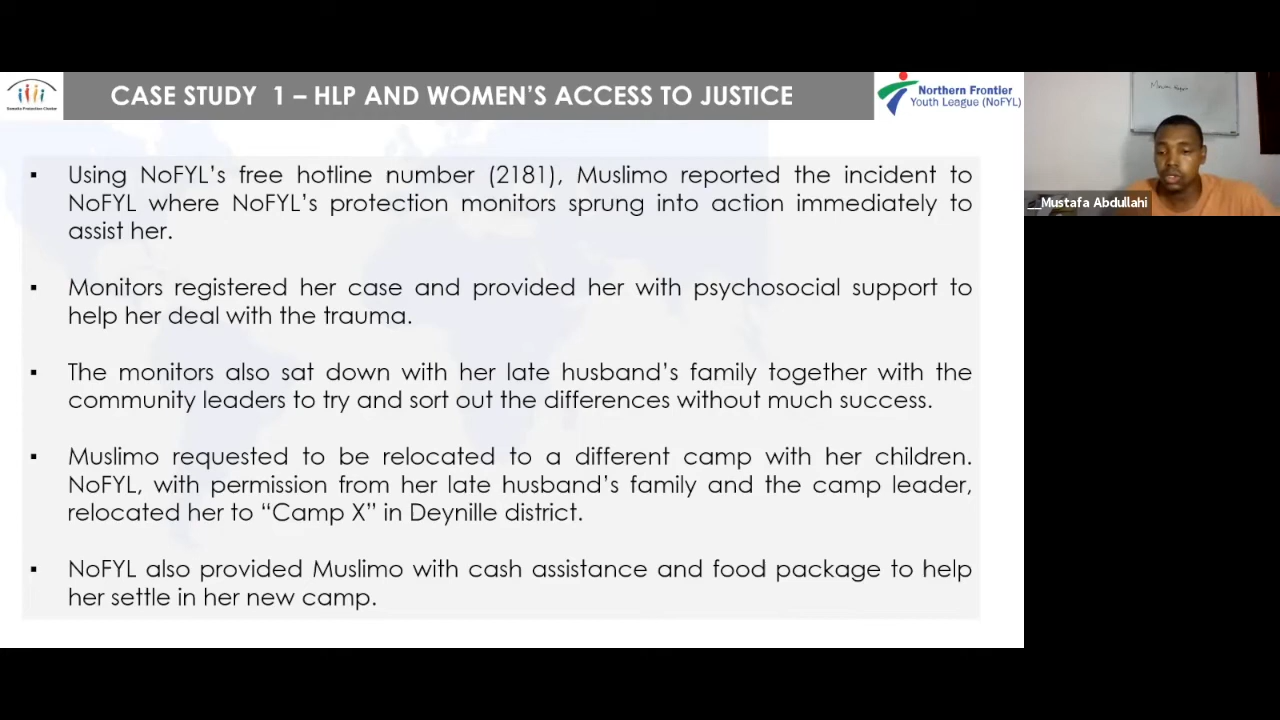 CASE STUDY 1 – HLP AND WOMEN'S ACCESS TO JUSTICE
Somalia Protection Cluster
Northern Frontier
Youth League (NoFYL)
▪ Using NoFYL's free hotline number (2181), Muslimo reported the incident to
NoFYL where NoFYL's protection monitors sprung into action immediately to
assist her.
▪ Monitors registered her case and provided her with psychosocial support to
help her deal with the trauma.
▪ The monitors also sat down with her late husband's family together with the
community leaders to try and sort out the differences without much success.
▪ Muslimo requested to be relocated to a different camp with her children.
NoFYL, with permission from her late husband's family and the camp leader,
relocated her to “Camp X” in Deynille district.
▪ NoFYL also provided Muslimo with cash assistance and food package to help
her settle in her new camp.
__Mustafa Abdullahi